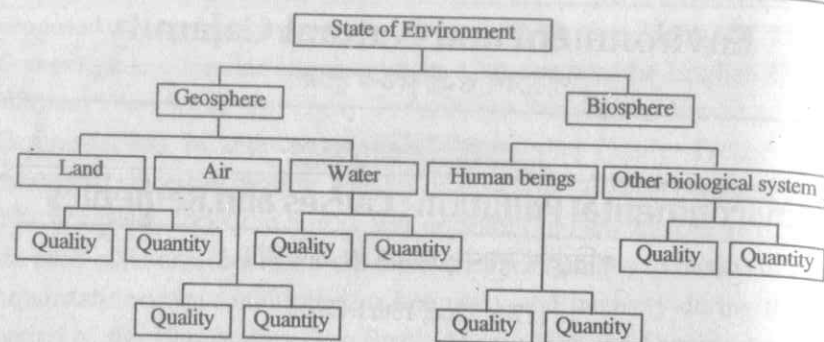 State of Environment
Geosphere
Biosphere
Land
Air
Water
Human beings
Other biological system
Quality
Quantity
Quality
Quantity
Quality
Quantity
Quality
Quantity
Quality
Quantity